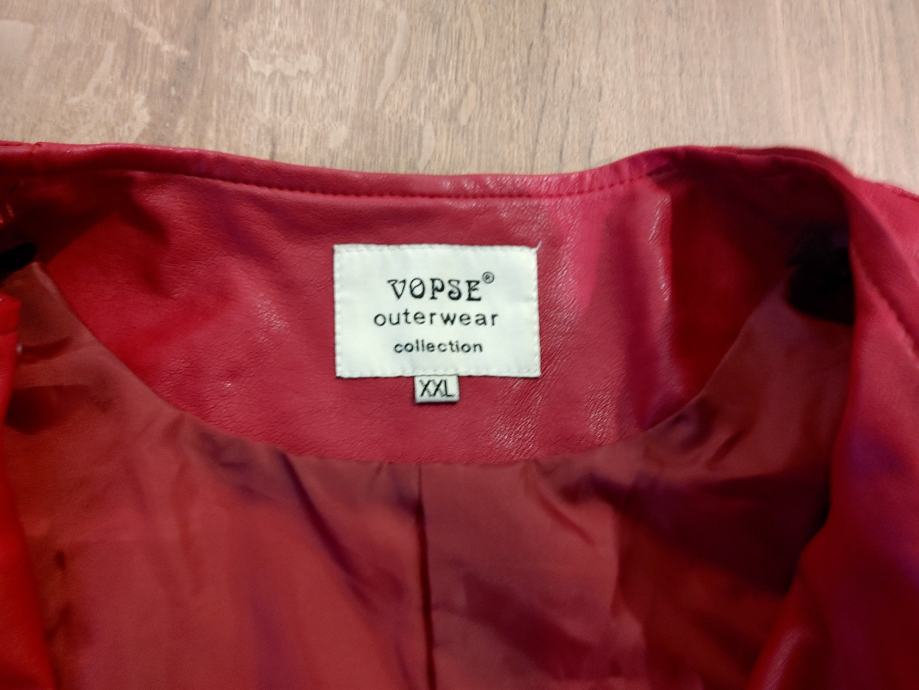 VOPSE®
outerwear
collection
XXL